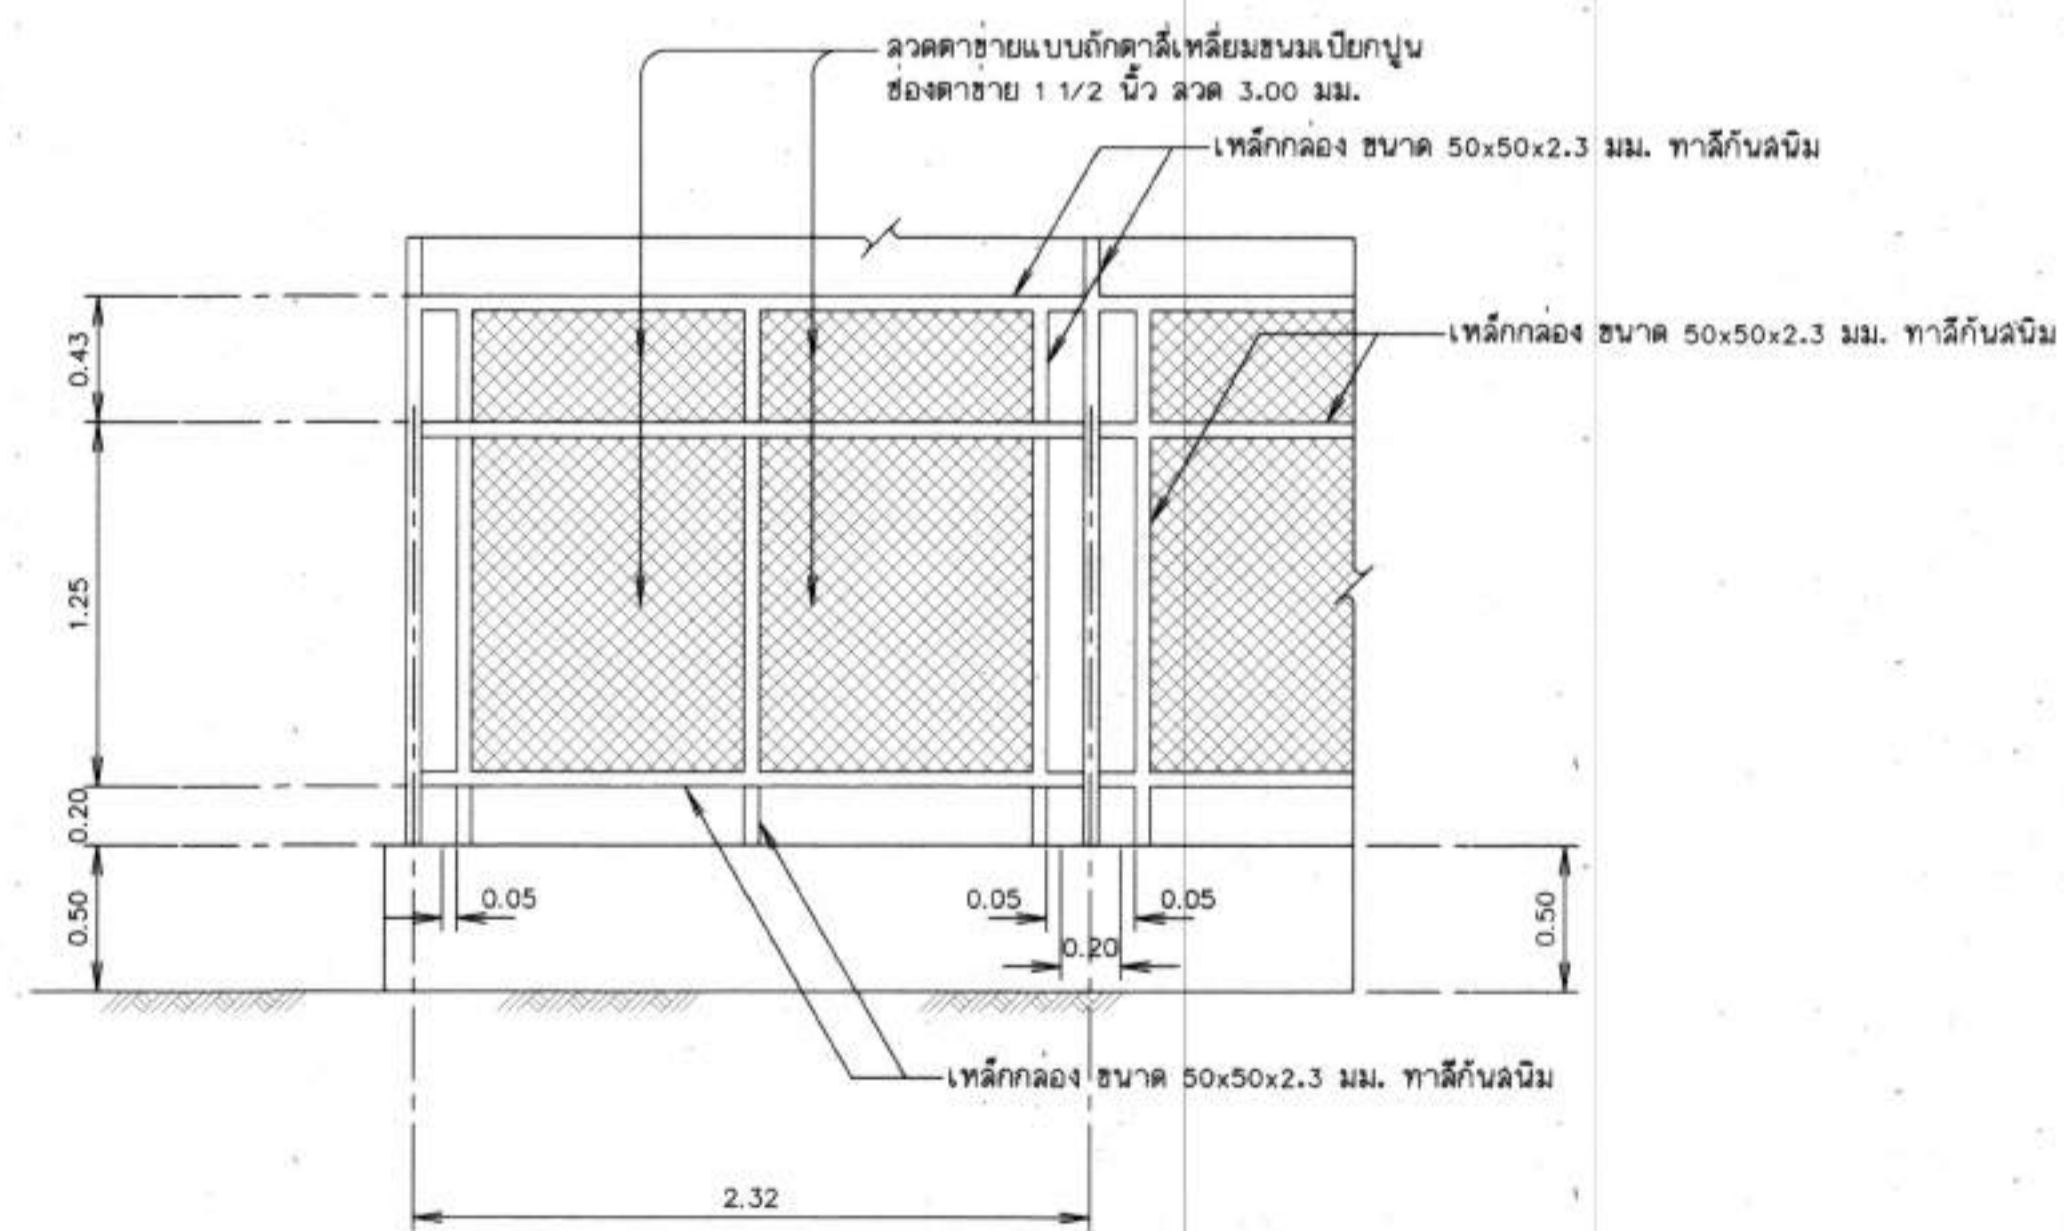 ลวดตาข่ายแบบถักตาสี่เหลี่ยมขนมเปียกปูน
ช่องตาข่าย 1 1/2 นิ้ว ลวด 3.00 มม.
เหล็กกล่อง ขนาด 50x50x2.3 มม. ทาสีกันสนิม
เหล็กกล่อง ขนาด 50x50x2.3 มม. ทาสีกันสนิม
0.43
1.25
0.20
0.50
0.05
0.05
0.05
0.20
0.50
เหล็กกล่อง ขนาด 50x50x2.3 มม. ทาสีกันสนิม
2.32